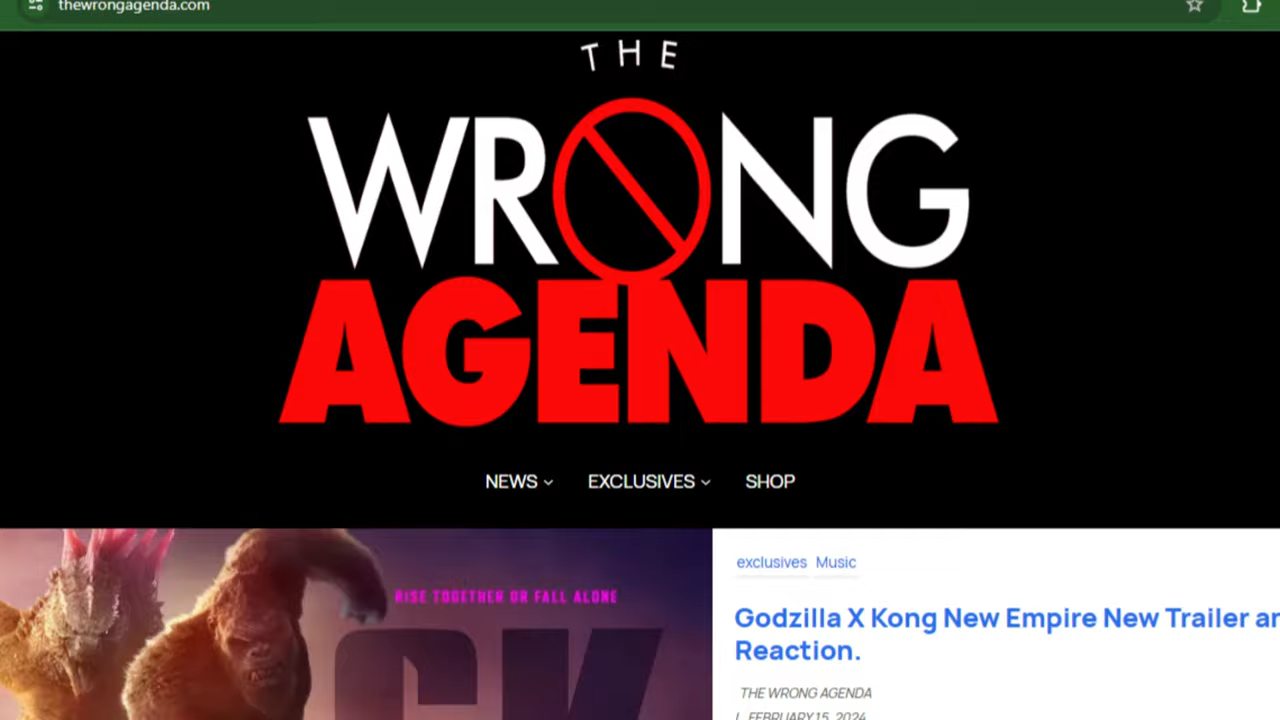 thewrongagenda.com
THE
WRONG
AGENDA
NEWS
EXCLUSIVES
SHOP
RISE TOGETHER OR FALL ALONE
GK
exclusives Music
Godzilla X Kong New Empire New Trailer
Reaction.
THE WRONG AGENDA
FEBRUARY 15, 2024